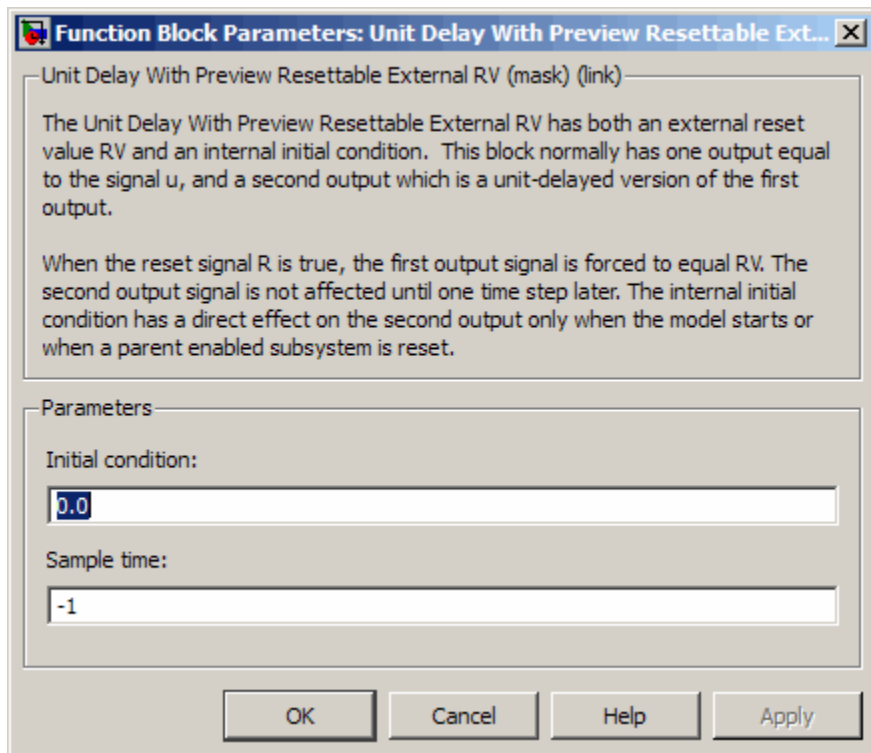 Function Block Parameters: Unit Delay With Preview Resettable Ext...
Unit Delay With Preview Resettable External RV (mask) (link)
The Unit Delay With Preview Resettable External RV has both an external reset
value RV and an internal initial condition.  This block normally has one output equal
to the signal u, and a second output which is a unit-delayed version of the first
output.
When the reset signal R is true, the first output signal is forced to equal RV. The
second output signal is not affected until one time step later. The internal initial
condition has a direct effect on the second output only when the model starts or
when a parent enabled subsystem is reset.
Parameters
Initial condition:
0.0
Sample time:
-1
OK Cancel Help Apply